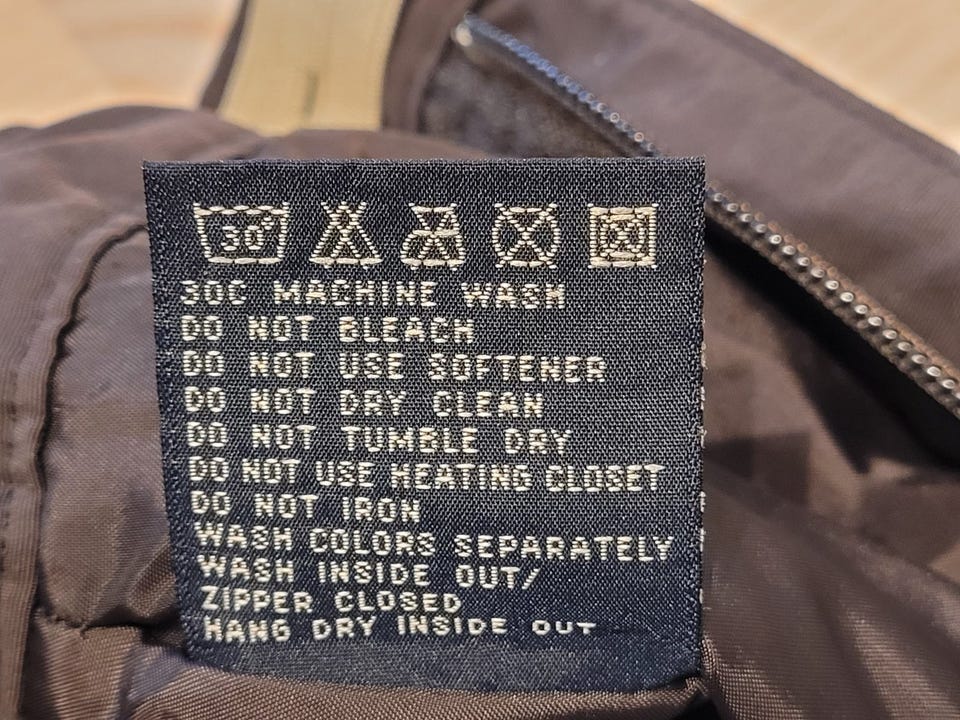 30°
30C MACHINE WASH
DO NOT BLEACH
DO NOT USE SOFTENER
DO NOT DRY CLEAN
DO NOT TUMBLE DRY
DO NOT USE HEATING CLOSET
DO NOT IRON
WASH COLORS SEPARATELY
WASH INSIDE OUT/
ZIPPER CLOSED
HANG DRY INSIDE OUT